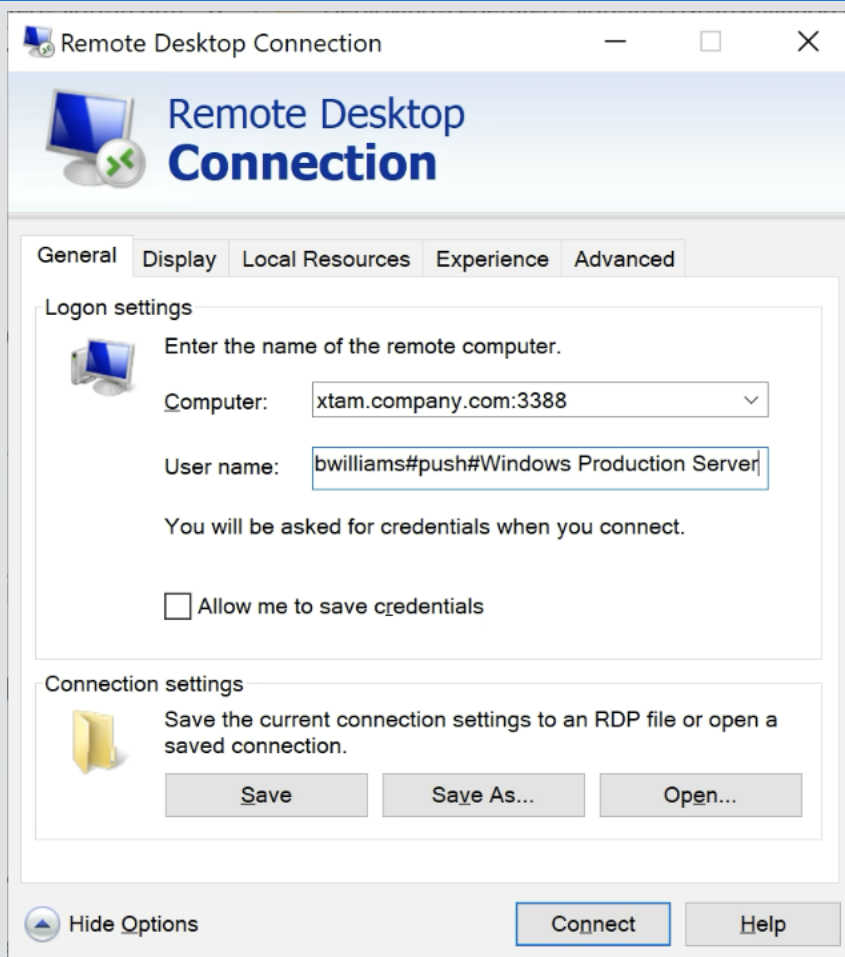 Remote Desktop Connection
Remote Desktop
Connection
General Display Local Resources Experience Advanced
Logon settings
Enter the name of the remote computer.
Computer: xtam.company.com:3388
User name: bwilliams#push#Windows Production Server
You will be asked for credentials when you connect.
Allow me to save credentials
Connection settings
Save the current connection settings to an RDP file or open a
saved connection.
Save Save As... Open...
Hide Options Connect Help